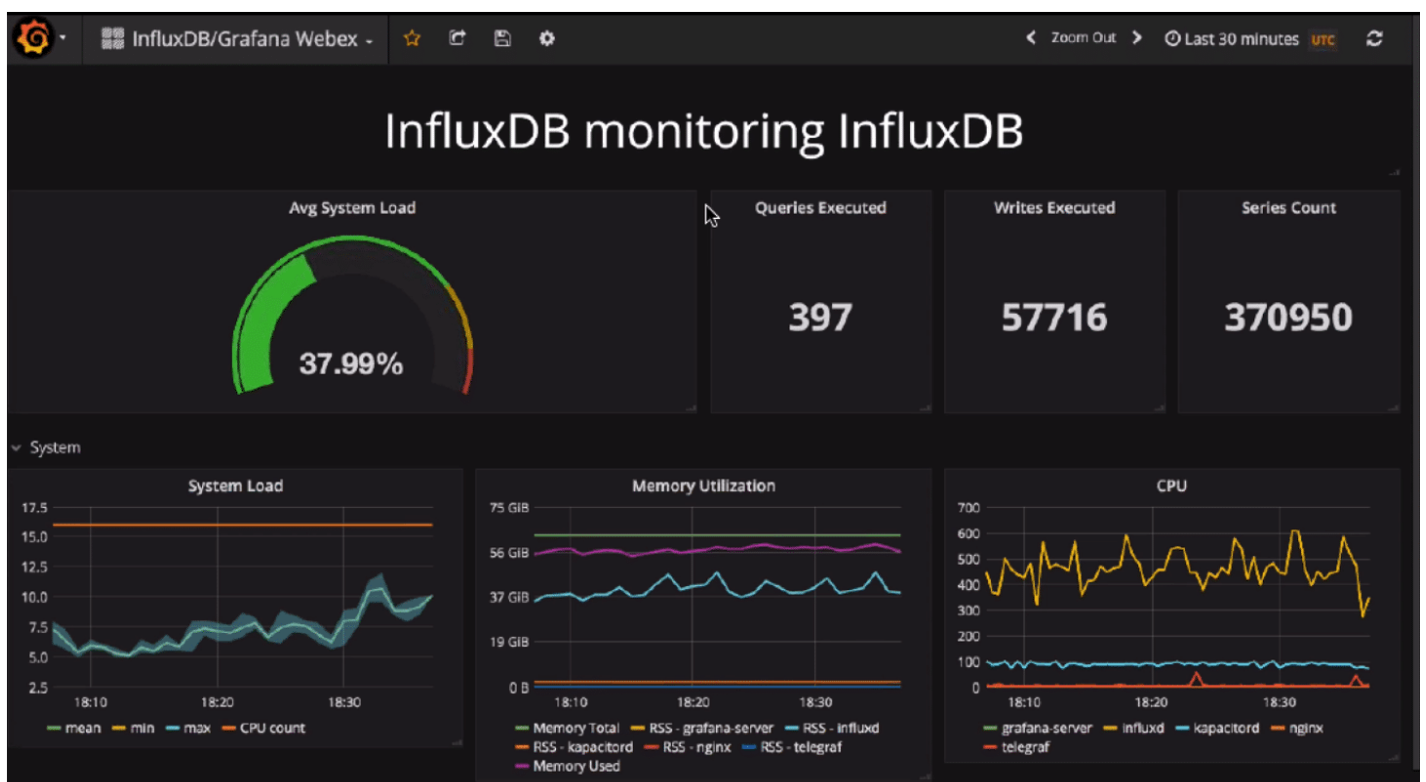 InfluxDB/Grafana Webex
Zoom Out
Last 30 minutes UTC
InfluxDB monitoring InfluxDB
Avg System Load
37.99%
Queries Executed
397
Writes Executed
57716
Series Count
370950
System
System Load
17.5
15.0
12.5
10.0
7.5
5.0
2.5
18:10 18:20 18:30
mean min max CPU count
Memory Utilization
75 GiB
56 GiB
37 GiB
19 GiB
0 B
18:10 18:20 18:30
Memory Total RSS - grafana-server RSS - influxd
RSS - kapacitord RSS - nginx RSS - telegraf
Memory Used
CPU
700
600
500
400
300
200
100
0
18:10 18:20 18:30
grafana-server influxd kapacitord nginx
telegraf